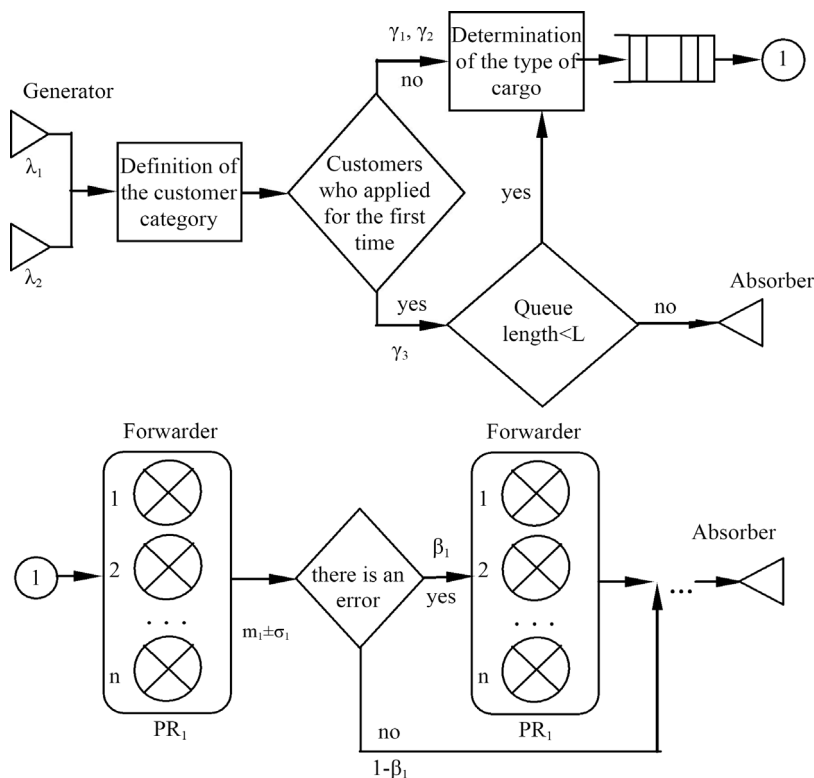 Generator
λ₁
λ₂
Definition of
the customer
category
Customers
who applied
for the first
time
γ₁, γ₂
no
Determination
of the type of
cargo
1
yes
yes
γ₃
Queue
length<L
no
Absorber
Forwarder
1
1
2
. . .
n
PR₁
m₁±σ₁
there is an
error
β₁
yes
no
1-β₁
Forwarder
1
2
. . .
n
PR₁
...
Absorber